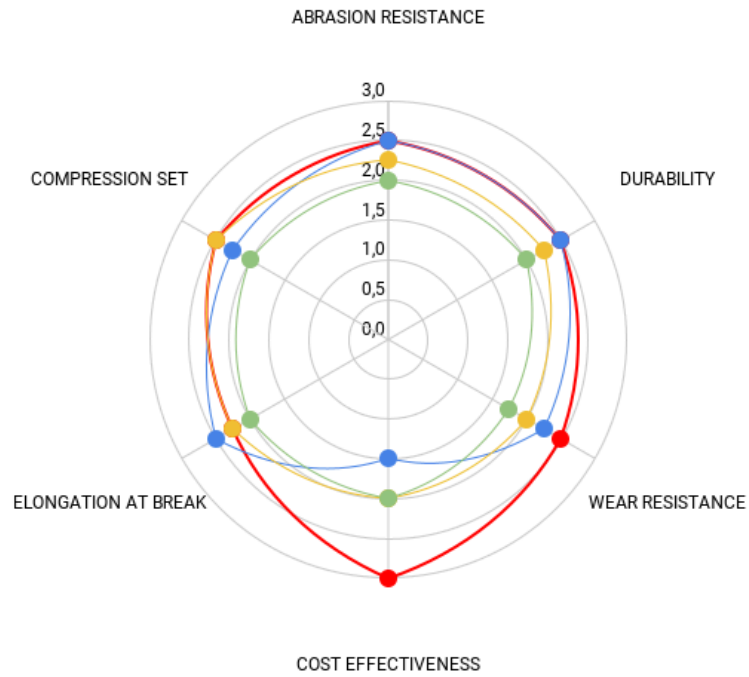 ABRASION RESISTANCE
3,0
2,5
2,0
1,5
1,0
0,5
0,0
COMPRESSION SET
DURABILITY
ELONGATION AT BREAK
WEAR RESISTANCE
COST EFFECTIVENESS